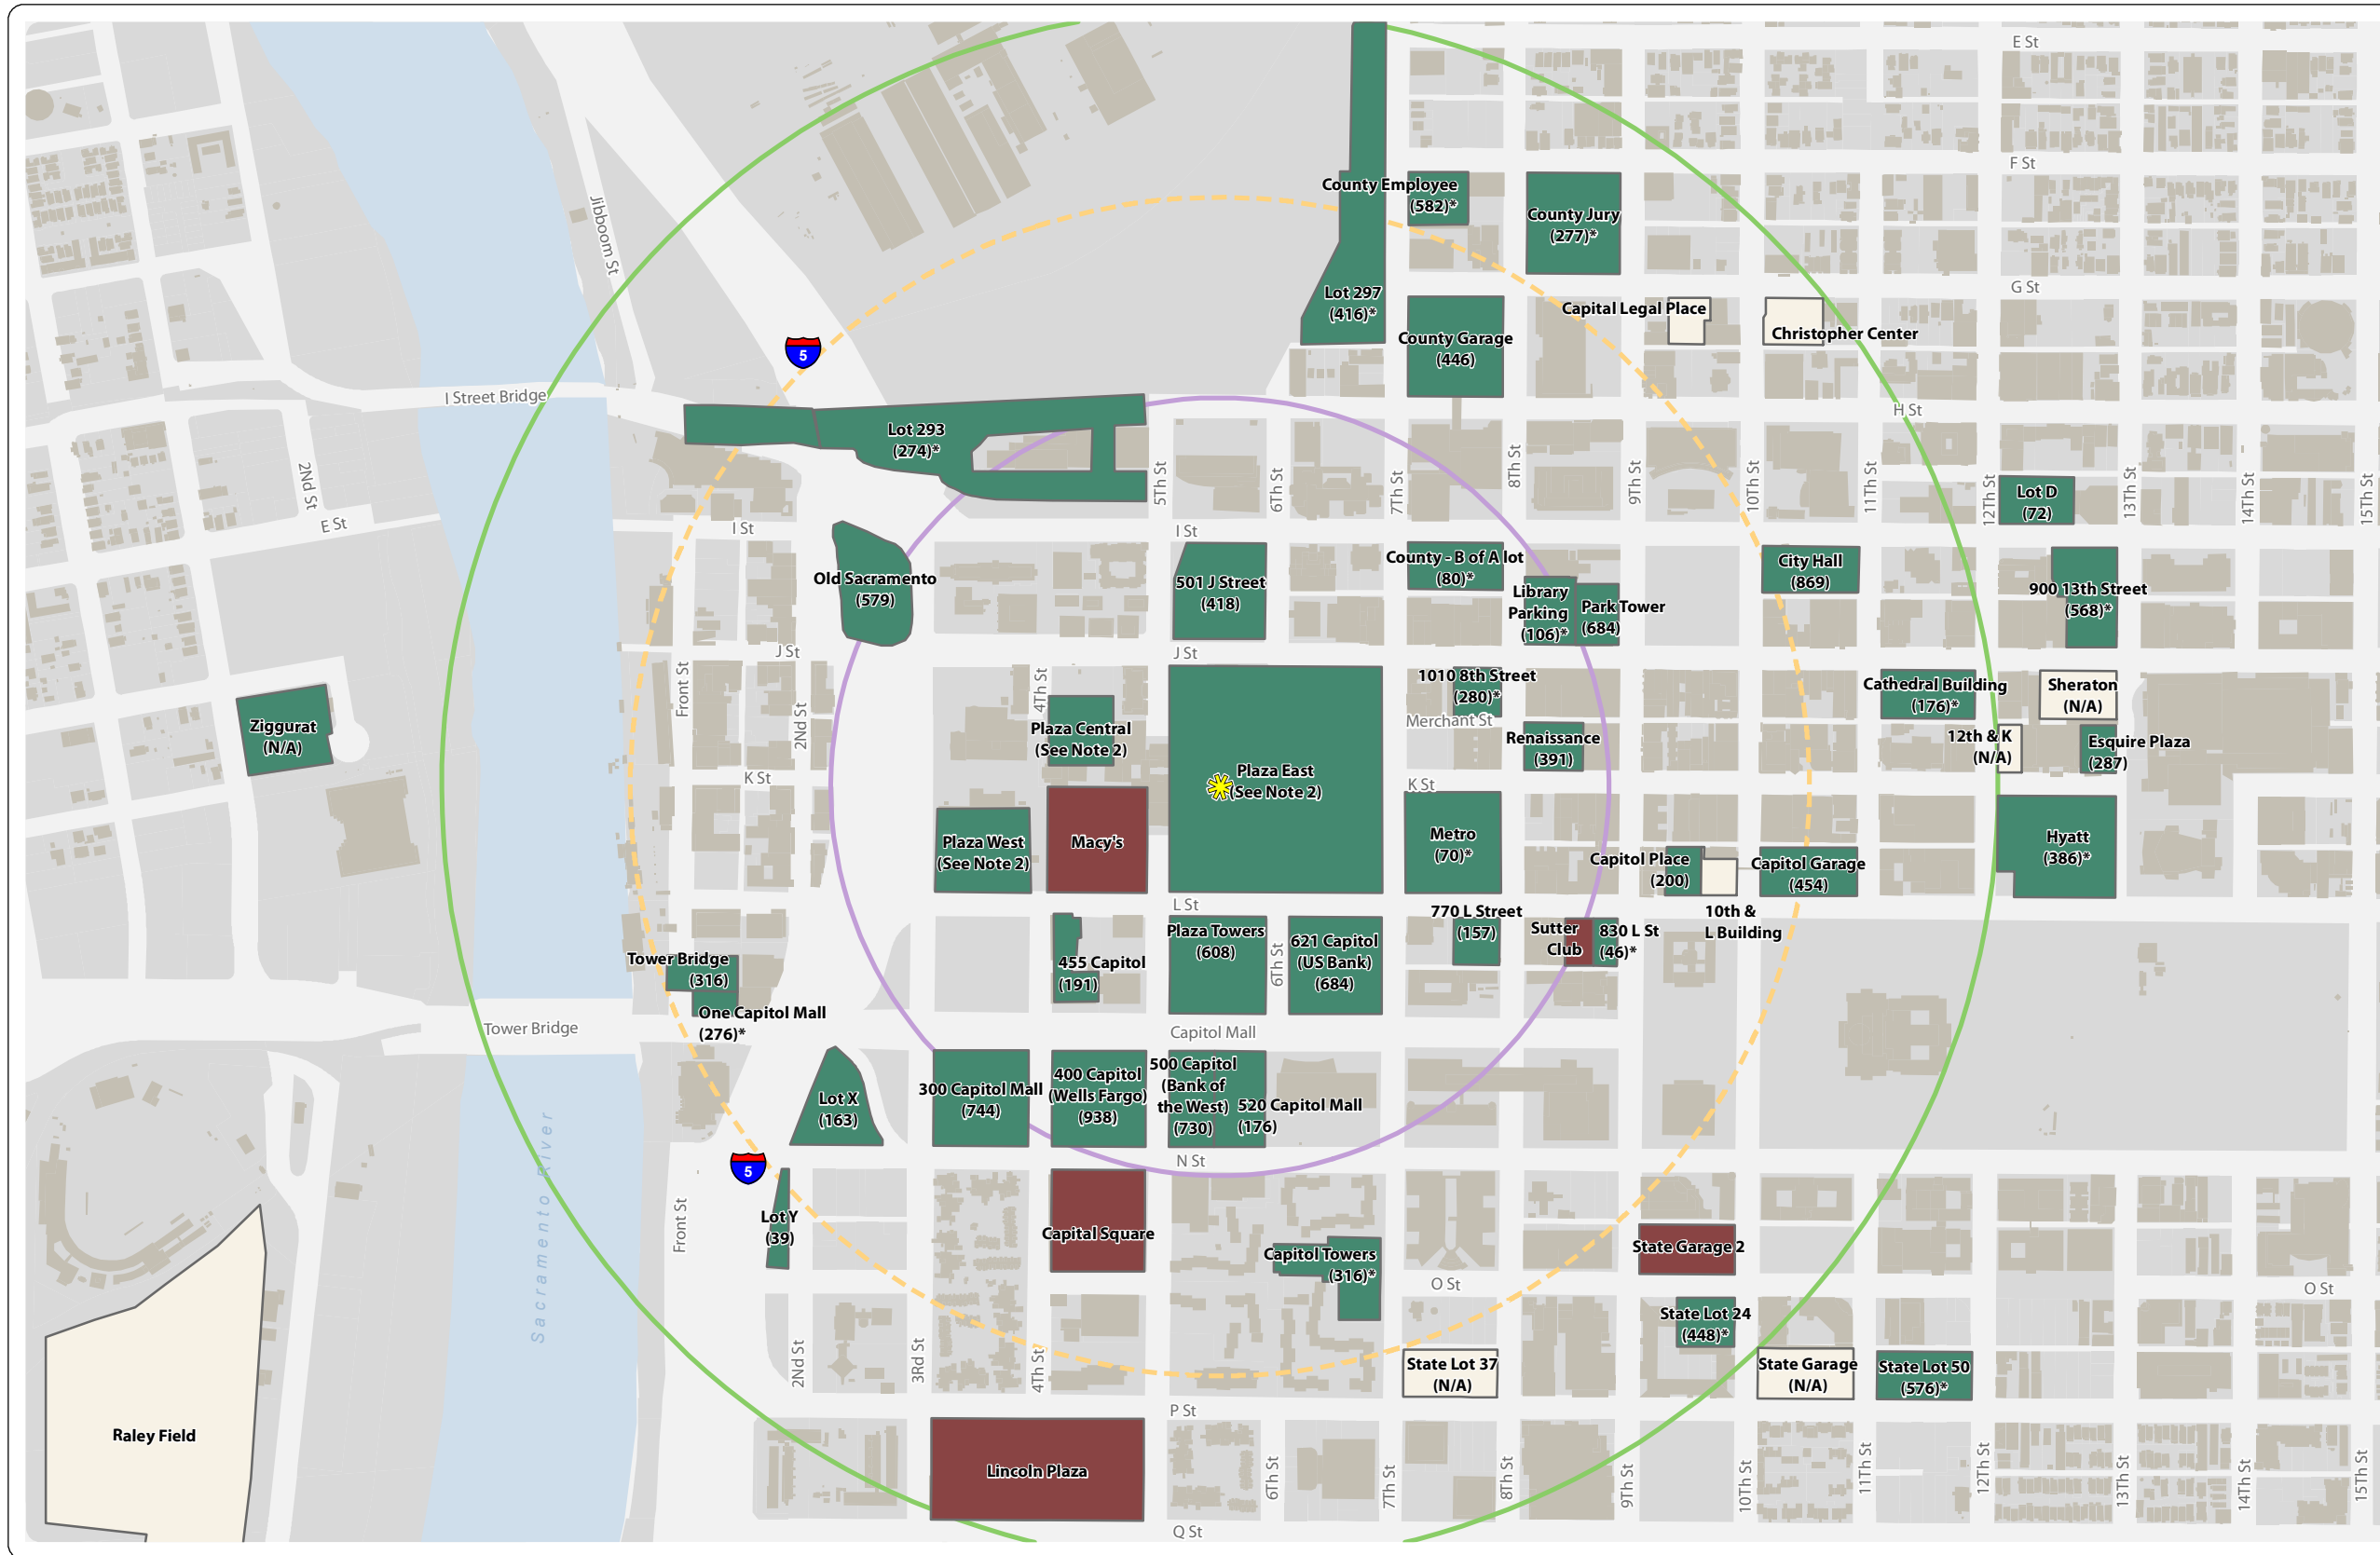 E St
F St
Jibboom St
County Employee
(582)*
County Jury
(277)*
G St
Lot 297
(416)*
Capital Legal Place
Christopher Center
County Garage
(446)
5
I Street Bridge
H St
Lot 293
(274)*
2Nd St
E St
5Th St
6Th St
7Th St
8Th St
9Th St
10Th St
11Th St
12Th St
Lot D
(72)
13Th St
14Th St
15Th St
I St
I St
Old Sacramento
(579)
501 J Street
(418)
County - B of A lot
(80)*
Library
Parking
(106)*
Park Tower
(684)
City Hall
(869)
900 13th Street
(568)*
J St
J St
Front St
2Nd St
4Th St
1010 8th Street
(280)*
Merchant St
Cathedral Building
(176)*
Sheraton
(N/A)
Ziggurat
(N/A)
Plaza Central
(See Note 2)
Renaissance
(391)
12th & K
(N/A)
Esquire Plaza
(287)
K St
Plaza East
(See Note 2)
K St
Plaza West
(See Note 2)
Macy's
Metro
(70)*
Capitol Place
(200)
Capitol Garage
(454)
Hyatt
(386)*
L St
770 L Street
(157)
10th &
L Building
Plaza Towers
(608)
6Th St
621 Capitol
(US Bank)
(684)
Sutter
Club
830 L St
(46)*
Tower Bridge
(316)
455 Capitol
(191)
One Capitol Mall
(276)*
Tower Bridge
Capitol Mall
Lot X
(163)
300 Capitol Mall
(744)
400 Capitol
(Wells Fargo)
(938)
500 Capitol
(Bank of
the West)
(730)
520 Capitol Mall
(176)
N St
5
Sacramento River
Front St
Lot Y
(39)
Capital Square
Capitol Towers
(316)*
State Garage 2
O St
O St
State Lot 24
(448)*
2Nd St
3Rd St
4Th St
State Lot 37
(N/A)
State Garage
(N/A)
State Lot 50
(576)*
P St
Raley Field
Lincoln Plaza
6Th St
7Th St
8Th St
9Th St
10Th St
11Th St
12Th St
13Th St
14Th St
15Th St
Q St